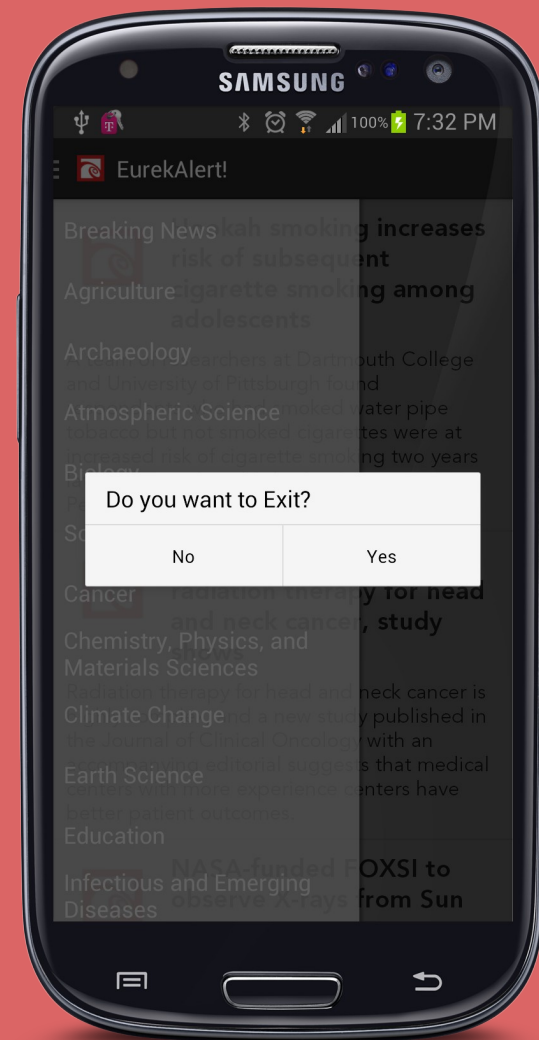 SAMSUNG
100% 7:32 PM
EurekAlert!
Breaking News
Agriculture
Archaeology
Atmospheric Science
Biology
Do you want to Exit?
No
Yes
Cancer
Chemistry, Physics, and
Materials Sciences
Climate Change
Earth Science
Education
Infectious and Emerging
Diseases
Hookah smoking increases
risk of subsequent
cigarette smoking among
adolescents
researchers at Dartmouth College
and University of Pittsburgh found
smoked water pipe
tobacco but not smoked cigarettes were at
increased risk of cigarette smoking two years
radiation therapy for head
and neck cancer, study
shows
Radiation therapy for head and neck cancer is
and a new study published in
the Journal of Clinical Oncology with an
accompanying editorial suggests that medical
centers with more experience centers have
better patient outcomes.
NASA-funded FOXSI to
observe X-rays from Sun